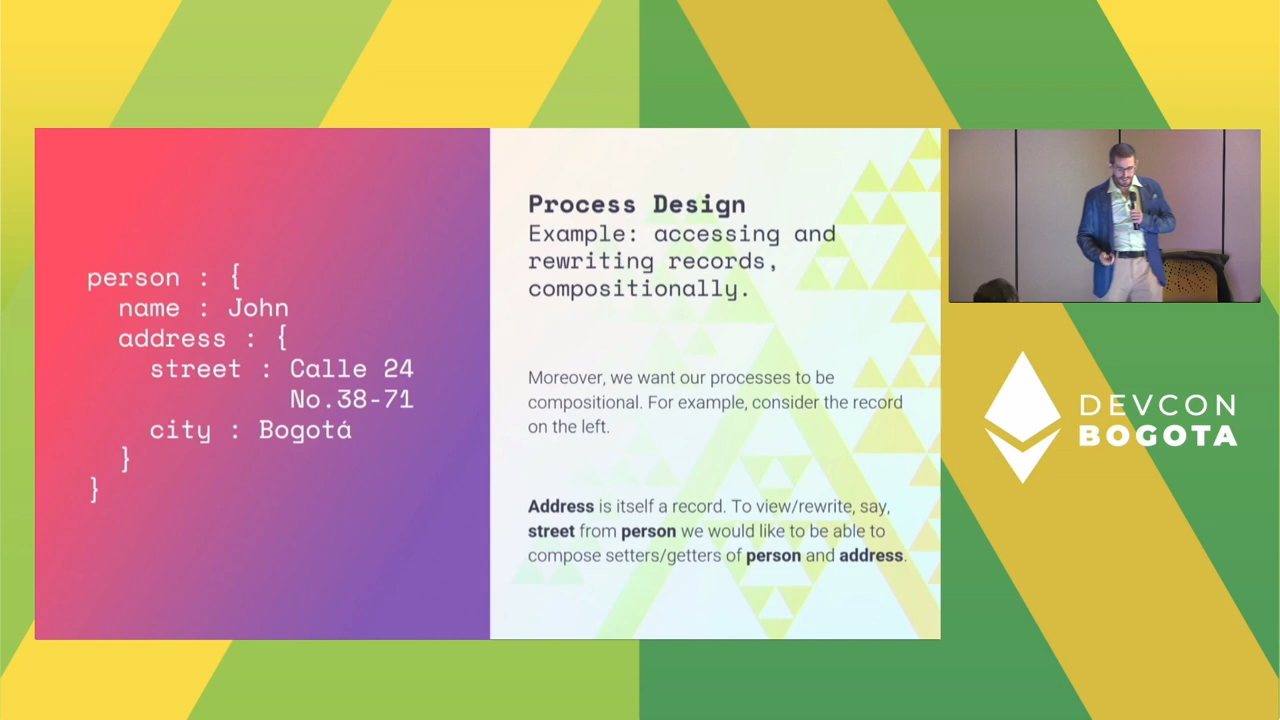 person : {
name : John
address : {
street : Calle 24
No.38-71
city : Bogotá
}
}
Process Design
Example: accessing and
rewriting records,
compositionally.
Moreover, we want our processes to be
compositional. For example, consider the record
on the left.
Address is itself a record. To view/rewrite, say,
street from person we would like to be able to
compose setters/getters of person and address.
DEVCON
BOGOTA